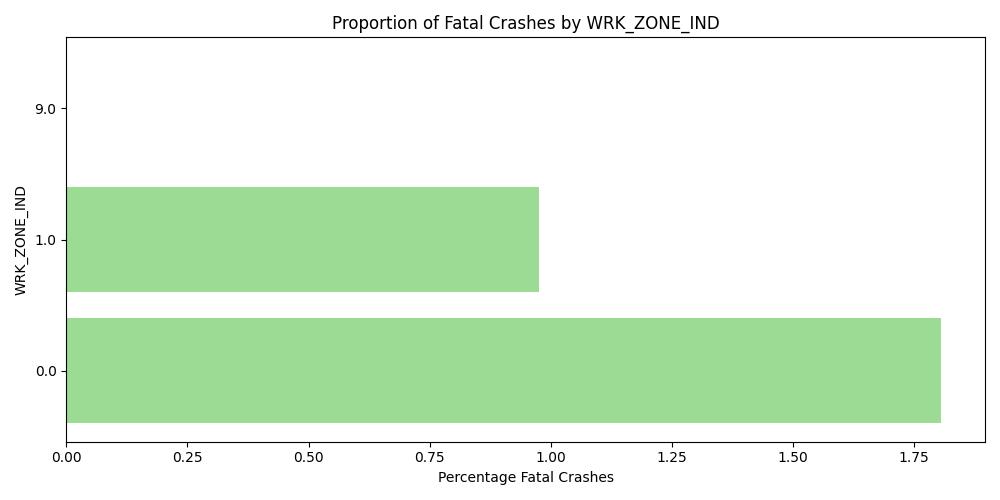 Proportion of Fatal Crashes by WRK_ZONE_IND
9.0
1.0
0.0
WRK_ZONE_IND
0.00 0.25 0.50 0.75 1.00 1.25 1.50 1.75
Percentage Fatal Crashes